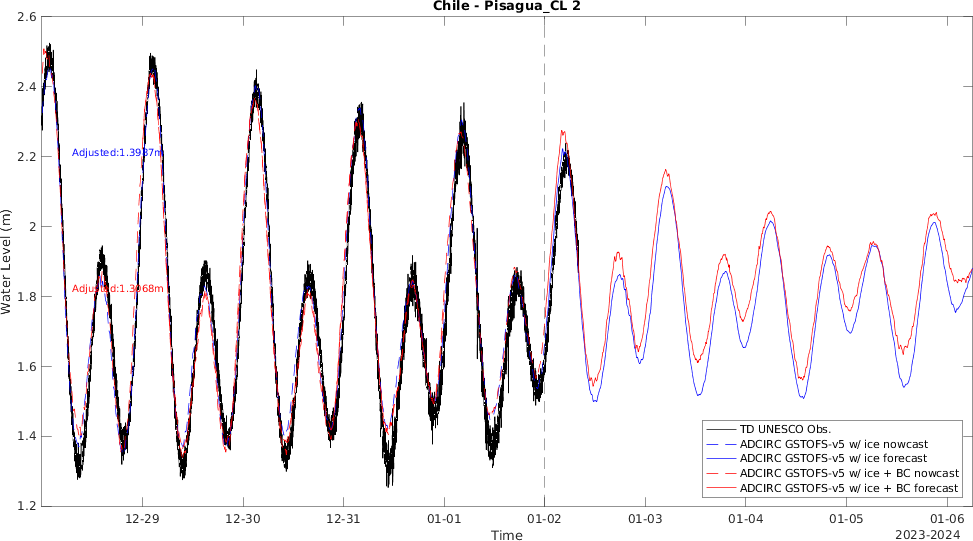 Chile - Pisagua_CL 2
2.6
2.4
2.2
2
1.8
1.6
1.4
1.2
Water Level (m)
Adjusted:1.3937m
Adjusted:1.3068m
TD UNESCO Obs.
ADCIRC GSTOFS-v5 w/ ice nowcast
ADCIRC GSTOFS-v5 w/ ice forecast
ADCIRC GSTOFS-v5 w/ ice + BC nowcast
ADCIRC GSTOFS-v5 w/ ice + BC forecast
12-29 12-30 12-31 01-01 01-02 01-03 01-04 01-05 01-06
Time
2023-2024